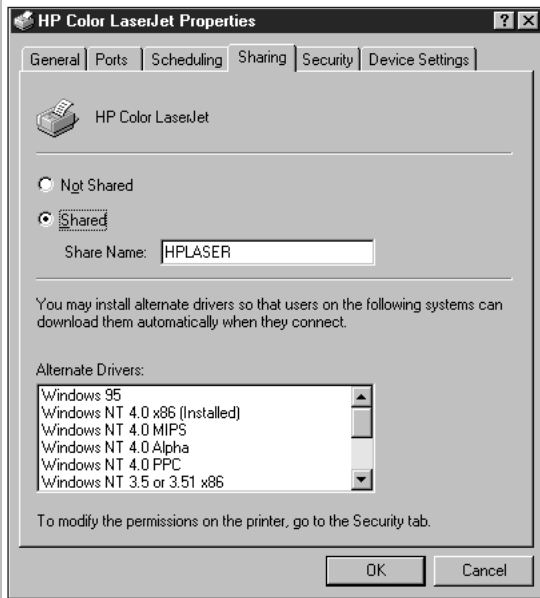 HP Color LaserJet Properties
General Ports Scheduling Sharing Security Device Settings
HP Color LaserJet
Not Shared
Shared
Share Name: HPLASER
You may install alternate drivers so that users on the following systems can
download them automatically when they connect.
Alternate Drivers:
Windows 95
Windows NT 4.0 x86 (Installed)
Windows NT 4.0 MIPS
Windows NT 4.0 Alpha
Windows NT 4.0 PPC
Windows NT 3.5 or 3.51 x86
To modify the permissions on the printer, go to the Security tab.
OK Cancel